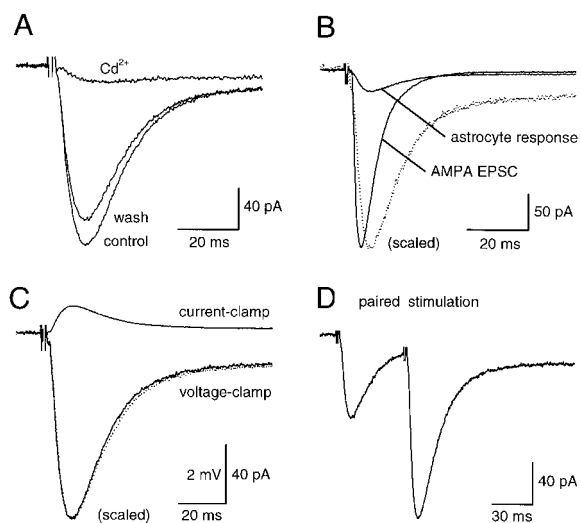 A
Cd2+
wash
control
40 pA
20 ms
B
astrocyte response
AMPA EPSC
(scaled)
50 pA
20 ms
C
current-clamp
voltage-clamp
(scaled)
2 mV
40 pA
20 ms
D
paired stimulation
40 pA
30 ms